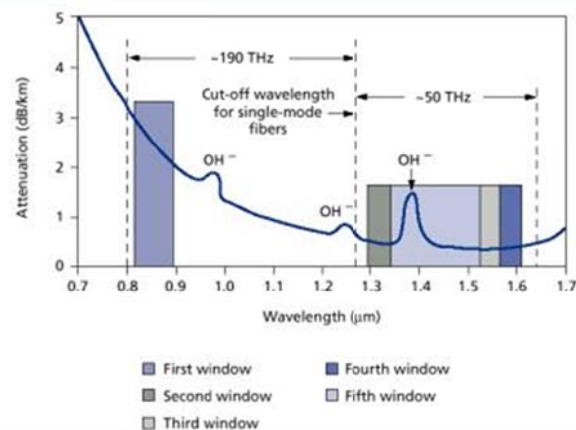 5
4
3
2
1
0
Attenuation (dB/km)
~190 THz
Cut-off wavelength
for single-mode
fibers
~50 THz
OH –
OH –
OH –
0.7 0.8 0.9 1.0 1.1 1.2 1.3 1.4 1.5 1.6 1.7
Wavelength (μm)
First window
Second window
Third window
Fourth window
Fifth window